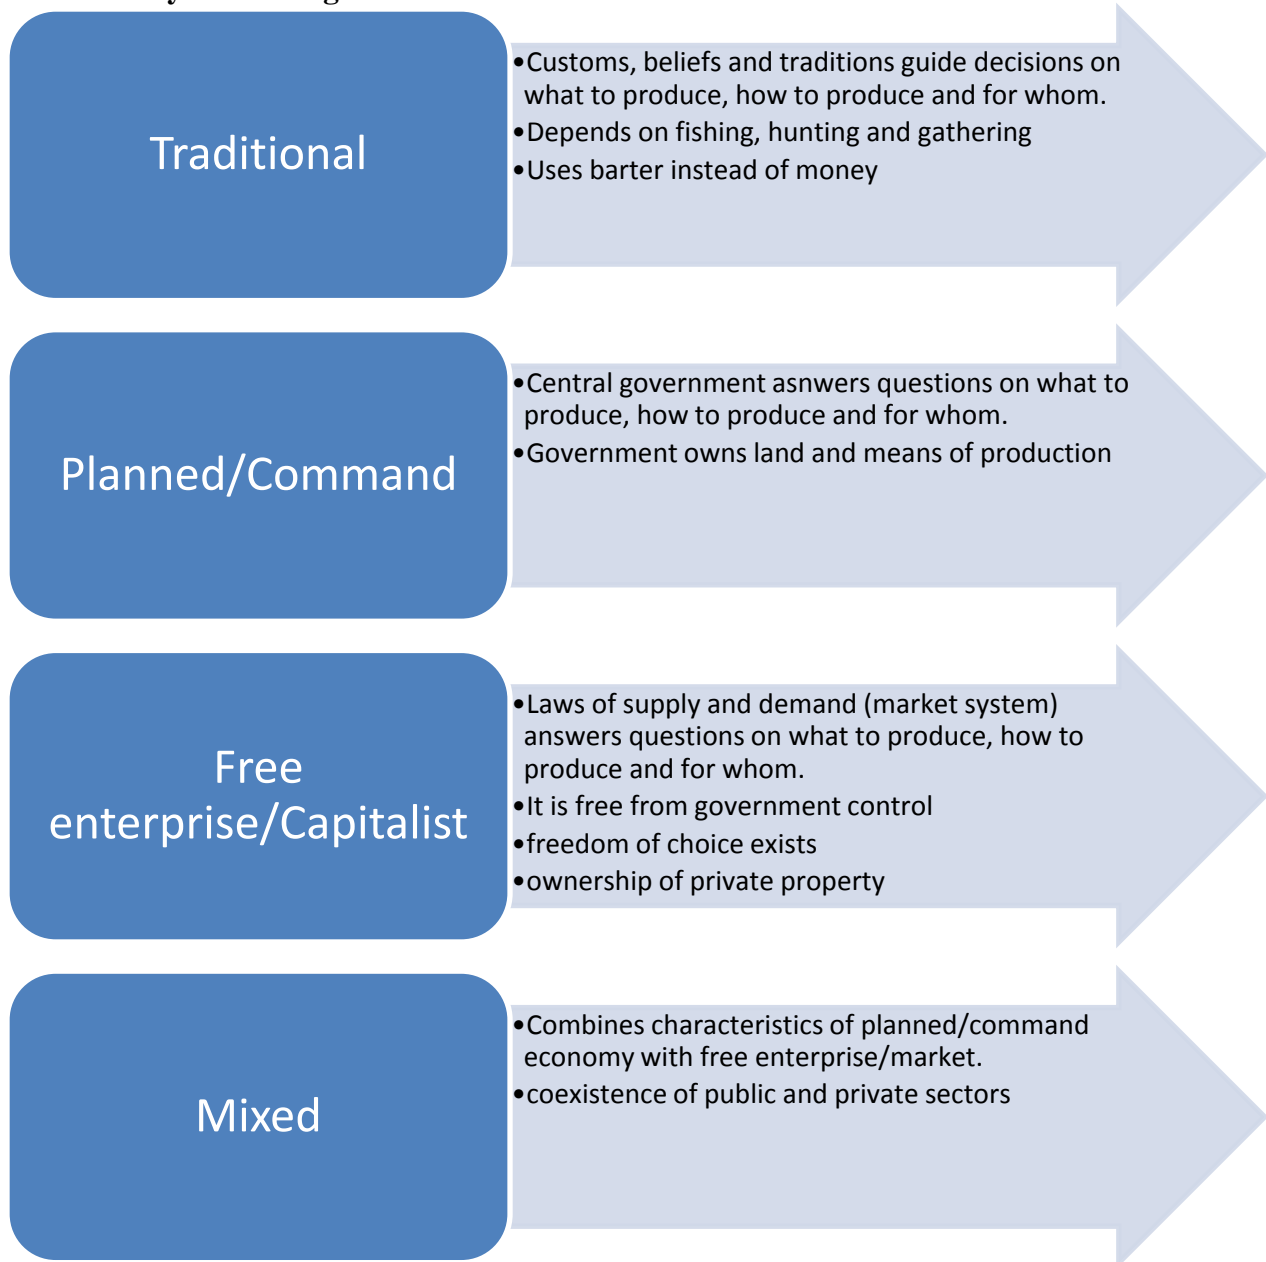 Traditional
•Customs, beliefs and traditions guide decisions on
what to produce, how to produce and for whom.
•Depends on fishing, hunting and gathering
•Uses barter instead of money
Planned/Command
•Central government asnwers questions on what to
produce, how to produce and for whom.
•Government owns land and means of production
Free
enterprise/Capitalist
•Laws of supply and demand (market system)
answers questions on what to produce, how to
produce and for whom.
•It is free from government control
•freedom of choice exists
•ownership of private property
Mixed
•Combines characteristics of planned/command
economy with free enterprise/market.
•coexistence of public and private sectors